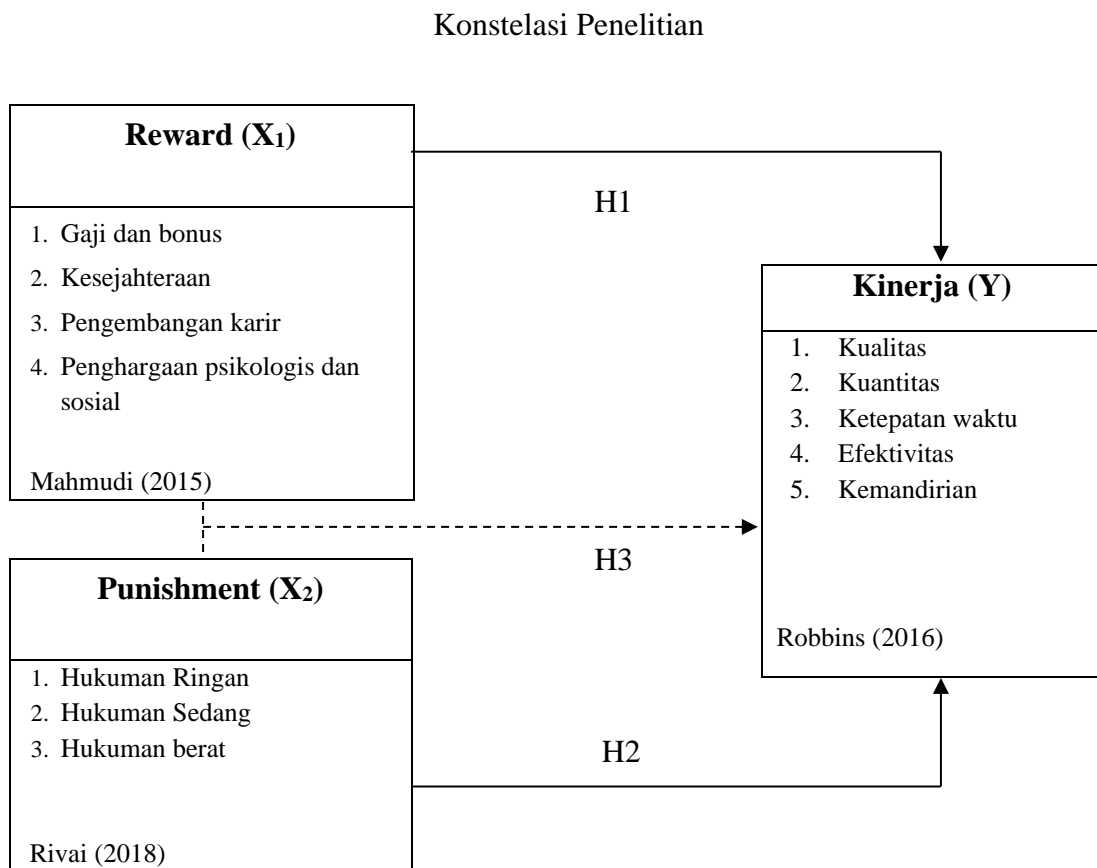 Konstelasi Penelitian
Reward (X₁)
1. Gaji dan bonus
2. Kesejahteraan
3. Pengembangan karir
4. Penghargaan psikologis dan
sosial
Mahmudi (2015)
H1
Kinerja (Y)
1. Kualitas
2. Kuantitas
3. Ketepatan waktu
4. Efektivitas
5. Kemandirian
Robbins (2016)
H3
Punishment (X₂)
1. Hukuman Ringan
2. Hukuman Sedang
3. Hukuman berat
Rivai (2018)
H2